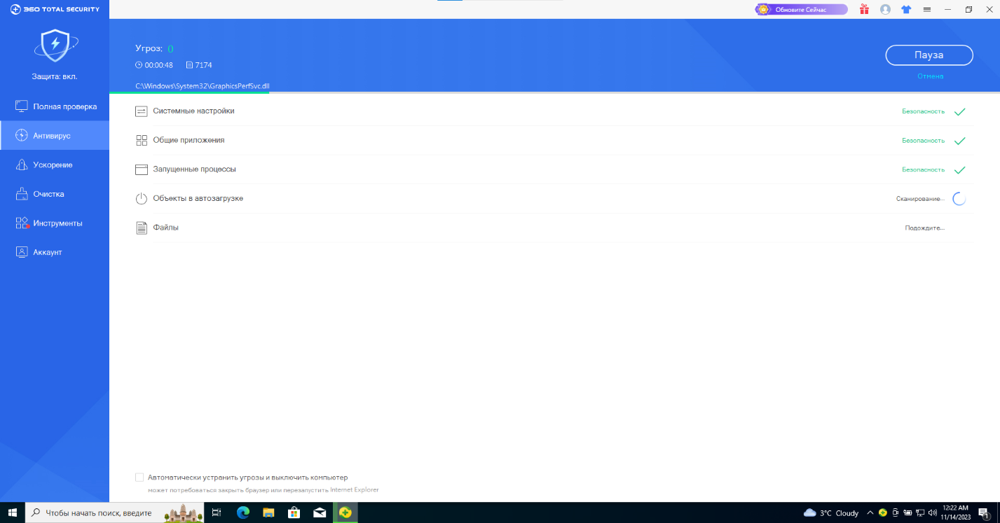 360 TOTAL SECURITY
Обновите Сейчас
Защита: вкл.
Полная проверка
Антивирус
Ускорение
Очистка
Инструменты
Аккаунт
Угроз: 0
00:00:48 7174
C:\Windows\System32\GraphicsPerfSvc.dll
Пауза
Отмена
Системные настройки Безопасность
Общие приложения Безопасность
Запущенные процессы Безопасность
Объекты в автозагрузке Сканирование...
Файлы Подождите...
Автоматически устранить угрозы и выключить компьютер
может потребоваться закрыть браузер или перезапустить Internet Explorer
Чтобы начать поиск, введите
3°C Cloudy
12:22 AM
11/14/2023
1